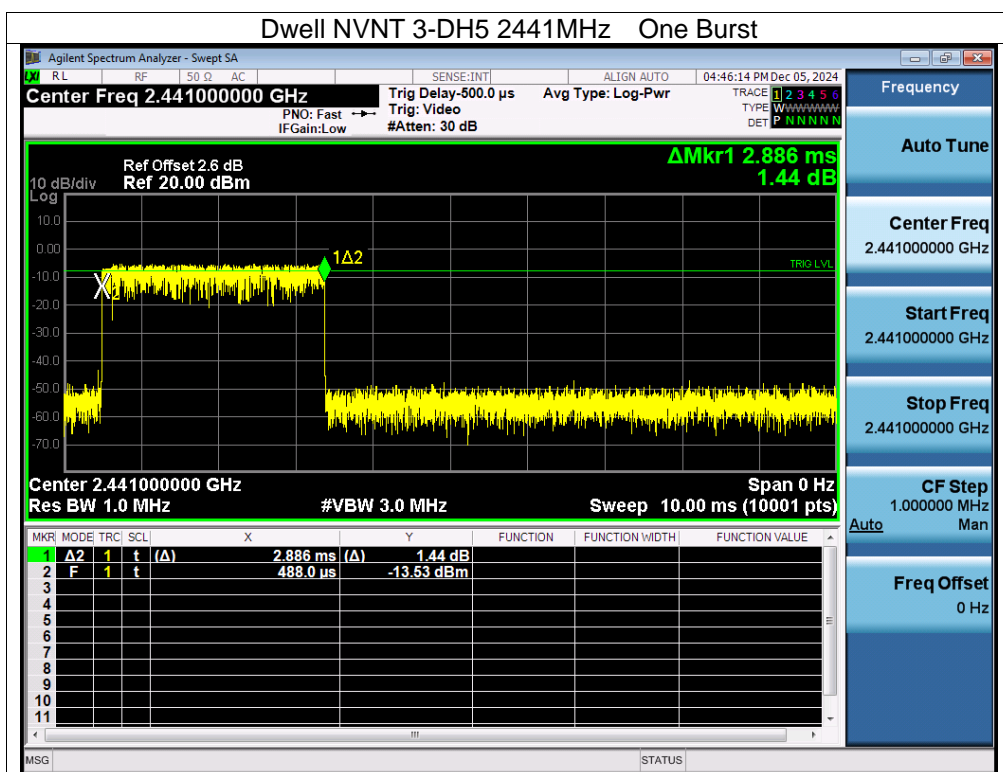 Dwell NVNT 3-DH5 2441MHz One Burst
Agilent Spectrum Analyzer - Swept SA
LXI RL RF 50 Ω AC SENSE:INT ALIGN AUTO 04:46:14 PM Dec 05, 2024
Center Freq 2.441000000 GHz Trig Delay-500.0 µs Avg Type: Log-Pwr TRACE 1 2 3 4 5 6
PNO: Fast Trig: Video TYPE W
IFGain:Low #Atten: 30 dB DET P N N N N N
Frequency
Auto Tune
Center Freq
2.441000000 GHz
Start Freq
2.441000000 GHz
Stop Freq
2.441000000 GHz
CF Step
1.000000 MHz
Auto Man
Freq Offset
0 Hz
ΔMkr1 2.886 ms
1.44 dB
Ref Offset 2.6 dB
10 dB/div Ref 20.00 dBm
Log
10.0
0.00
-10.0
-20.0
-30.0
-40.0
-50.0
-60.0
-70.0
1Δ2
TRIG LVL
2
Center 2.441000000 GHz Span 0 Hz
Res BW 1.0 MHz #VBW 3.0 MHz Sweep 10.00 ms (10001 pts)
MKR MODE TRC SCL X Y FUNCTION FUNCTION WIDTH FUNCTION VALUE
1 Δ2 1 t (Δ) 2.886 ms (Δ) 1.44 dB
2 F 1 t 488.0 µs -13.53 dBm
3
4
5
6
7
8
9
10
11
MSG STATUS